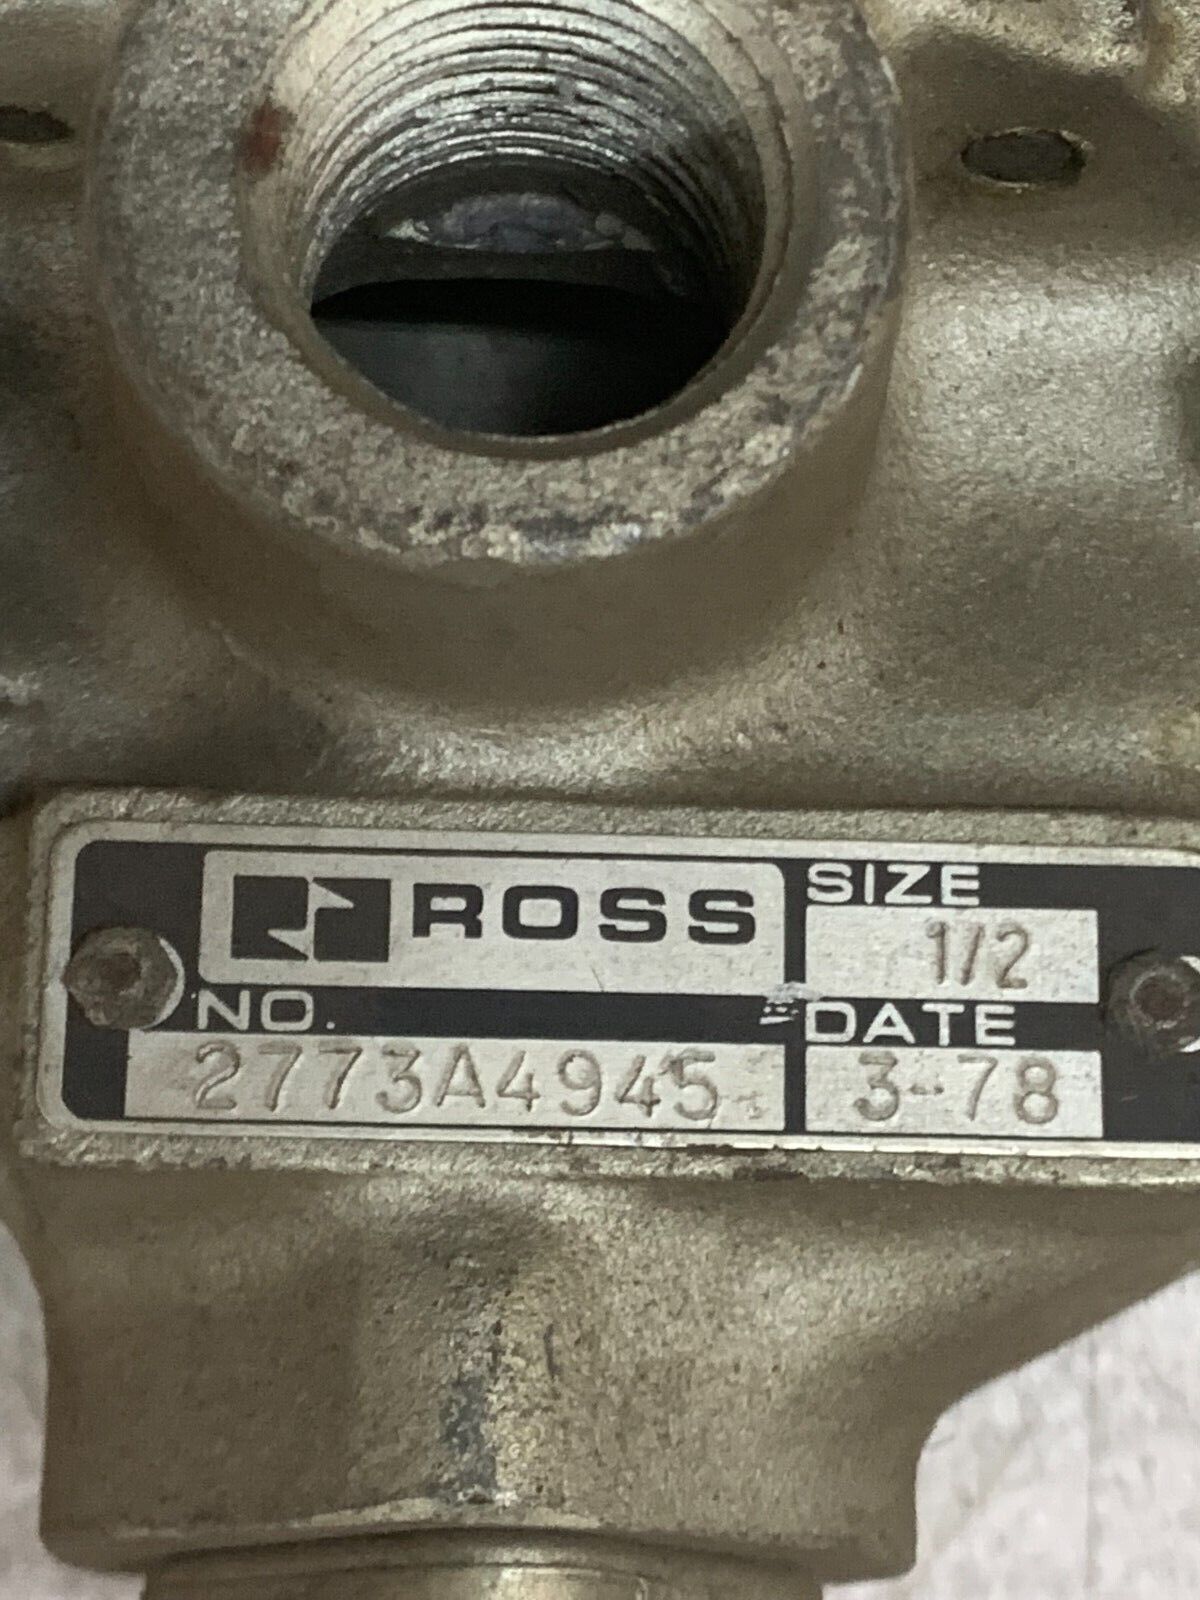 ROSS
SIZE
1/2
NO.
DATE
2773A4945
3-78